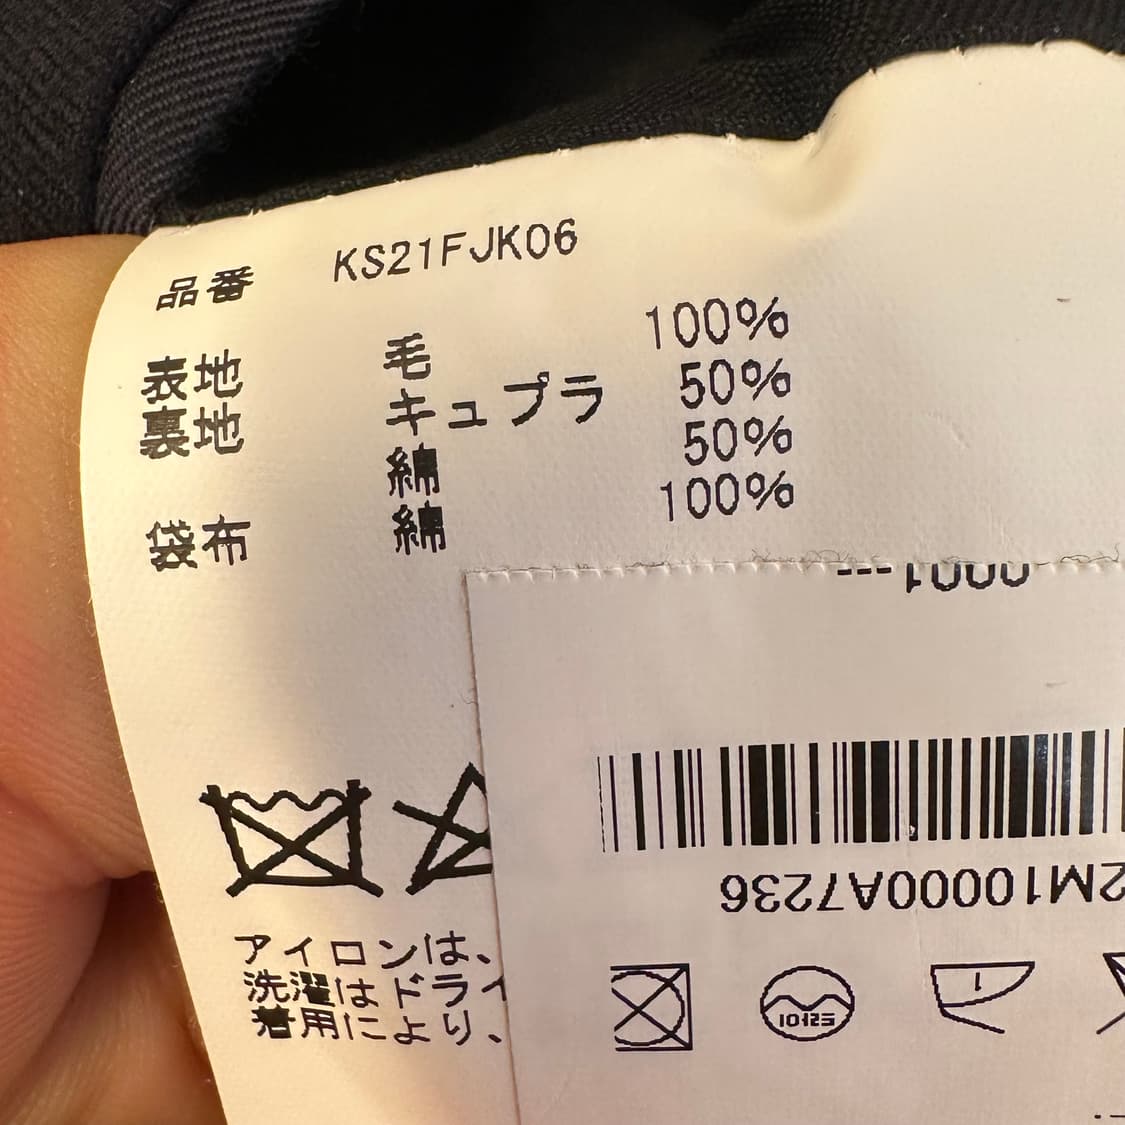 品番 KS21FJK06
表地 毛 100%
裏地 キュプラ 50%
綿 50%
袋布 綿 100%
アイロンは、
洗濯はドライ
着用により、
2M10000A7236